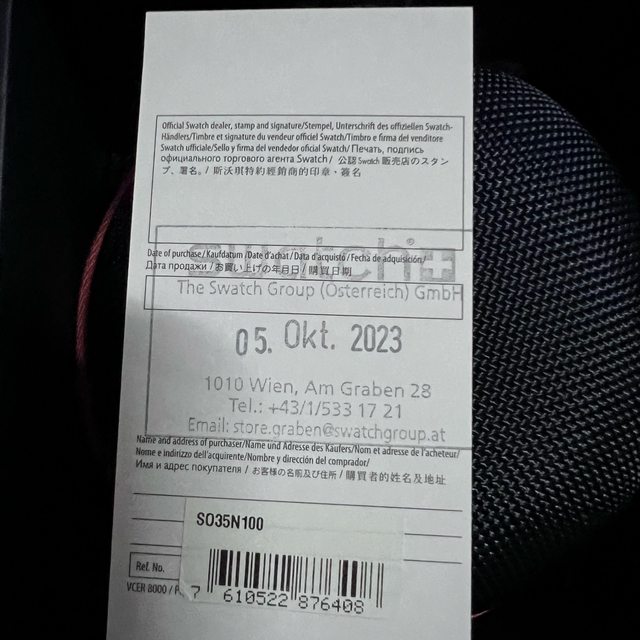 Official Swatch dealer, stamp and signature/Stempel, Unterschrift des offiziellen Swatch-
Händlers/Timbre et signature du vendeur officiel Swatch/Timbro e firma del venditore
Swatch ufficiale/Sello y firma del vendedor oficial Swatch/Печать, подпись
официального торгового агента Swatch/ 公認 Swatch 販売店のスタン
プ、署名。/ 斯沃琪特約經銷商的印章、簽名
swatch
Date of purchase/Kaufdatum/Date d'achat/Data d'acquisto/Fecha de adquisición/
Дата продажи/お買い上げの年月日/購買日期
The Swatch Group (Österreich) GmbH
05. Okt. 2023
1010 Wien, Am Graben 28
Tel.: +43/1/533 17 21
Email: store.graben@swatchgroup.at
Name and address of purchaser/Name und Adresse des Käufers/Nom et adresse de l'acheteur/
Nome e indirizzo dell'acquirente/Nombre y dirección del comprador/
Имя и адрес покупателя / お客様の名前及び住所/ 購買者的姓名及地址
SO35N100
Ref. No.
VCER 8000 /
7 610522 876408